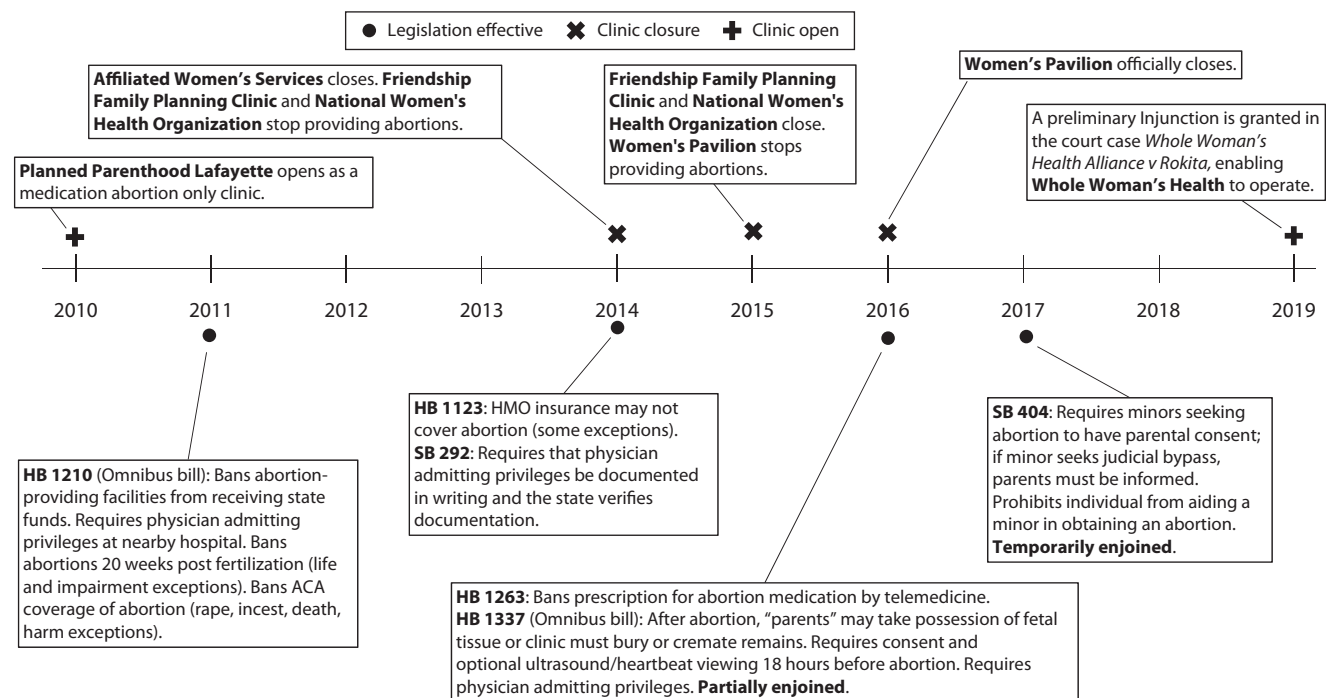 Legislation effective
Clinic closure
Clinic open
Affiliated Women's Services closes. Friendship
Family Planning Clinic and National Women's
Health Organization stop providing abortions.
Friendship Family Planning
Clinic and National Women's
Health Organization close.
Women's Pavilion stops
providing abortions.
Women's Pavilion officially closes.
A preliminary Injunction is granted in
the court case Whole Woman's
Health Alliance v Rokita, enabling
Whole Woman's Health to operate.
Planned Parenthood Lafayette opens as a
medication abortion only clinic.
2010
2011
2012
2013
2014
2015
2016
2017
2018
2019
HB 1210 (Omnibus bill): Bans abortion-
providing facilities from receiving state
funds. Requires physician admitting
privileges at nearby hospital. Bans
abortions 20 weeks post fertilization (life
and impairment exceptions). Bans ACA
coverage of abortion (rape, incest, death,
harm exceptions).
HB 1123: HMO insurance may not
cover abortion (some exceptions).
SB 292: Requires that physician
admitting privileges be documented
in writing and the state verifies
documentation.
HB 1263: Bans prescription for abortion medication by telemedicine.
HB 1337 (Omnibus bill): After abortion, “parents” may take possession of fetal
tissue or clinic must bury or cremate remains. Requires consent and
optional ultrasound/heartbeat viewing 18 hours before abortion. Requires
physician admitting privileges. Partially enjoined.
SB 404: Requires minors seeking
abortion to have parental consent;
if minor seeks judicial bypass,
parents must be informed.
Prohibits individual from aiding a
minor in obtaining an abortion.
Temporarily enjoined.